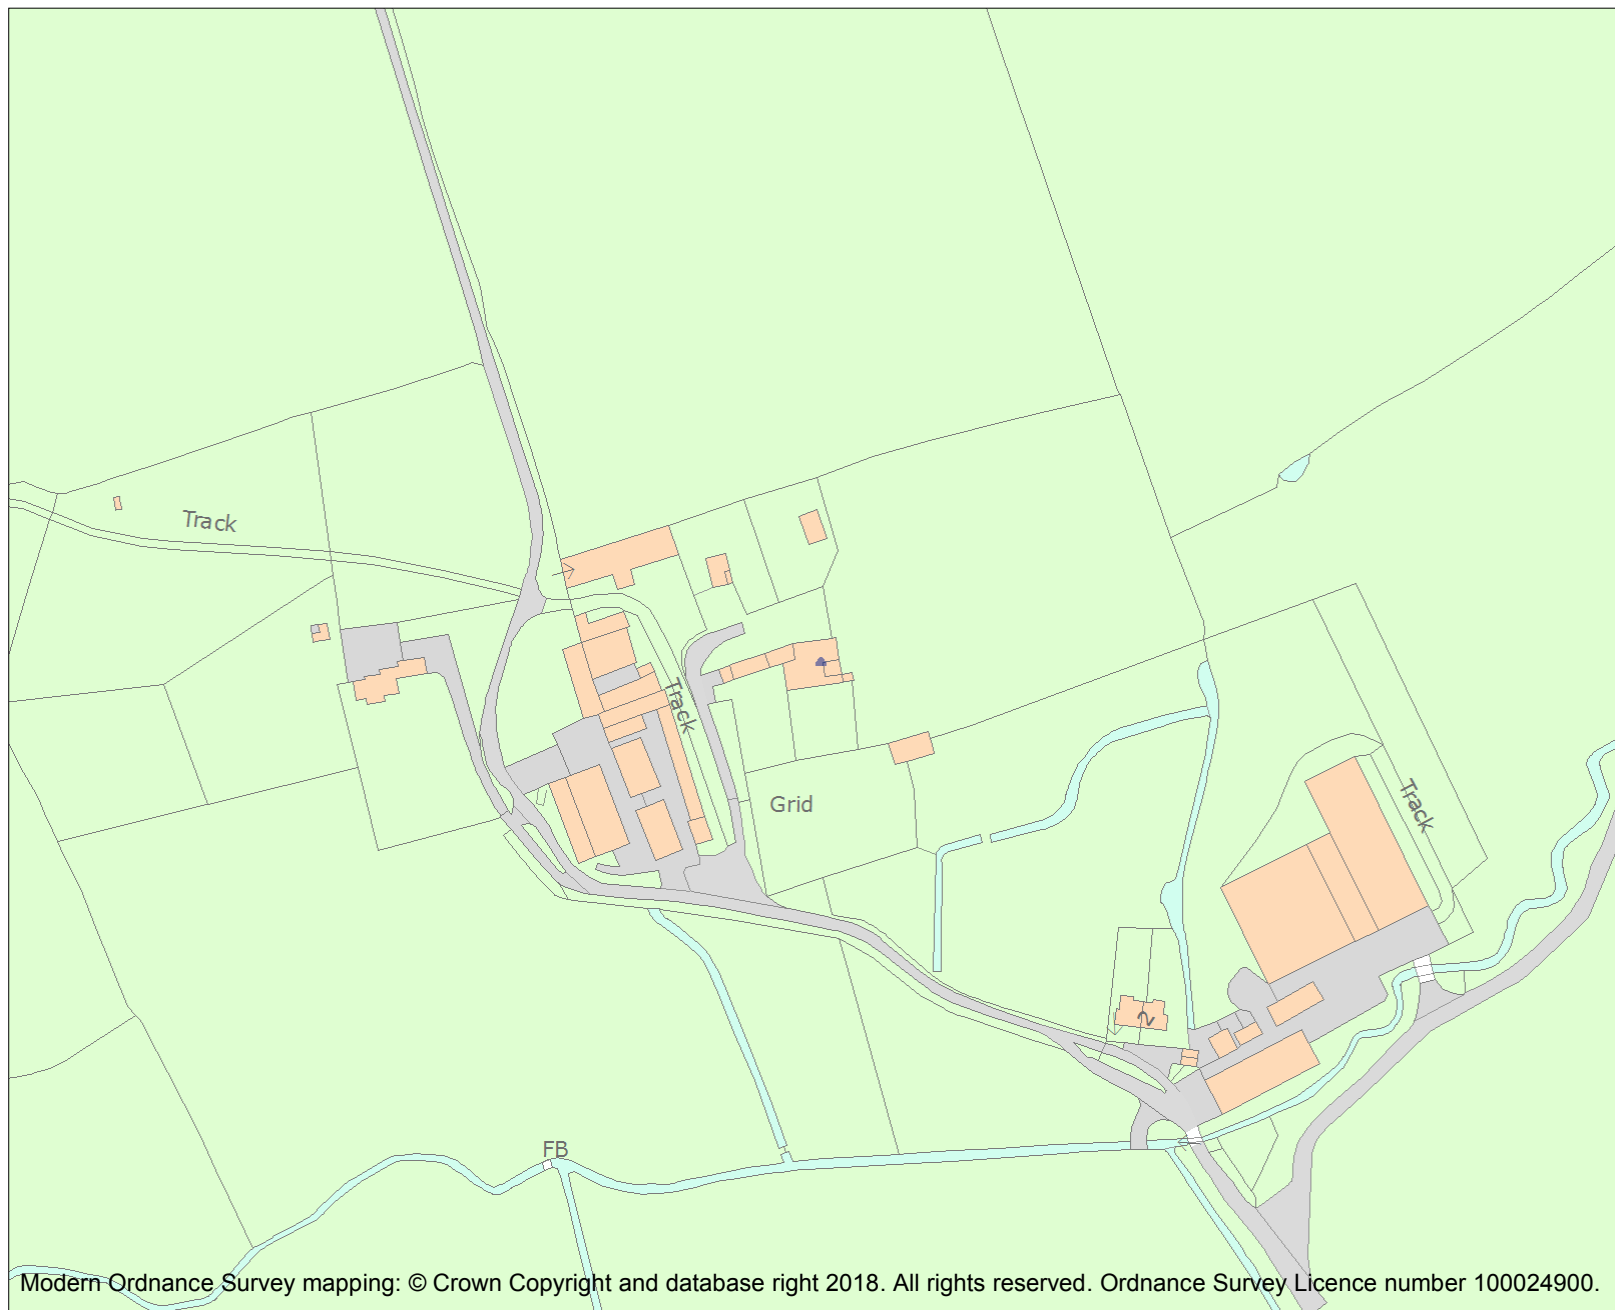 Track
Track
Grid
Track
2
FB
Modern Ordnance Survey mapping: © Crown Copyright and database right 2018. All rights reserved. Ordnance Survey Licence number 100024900.